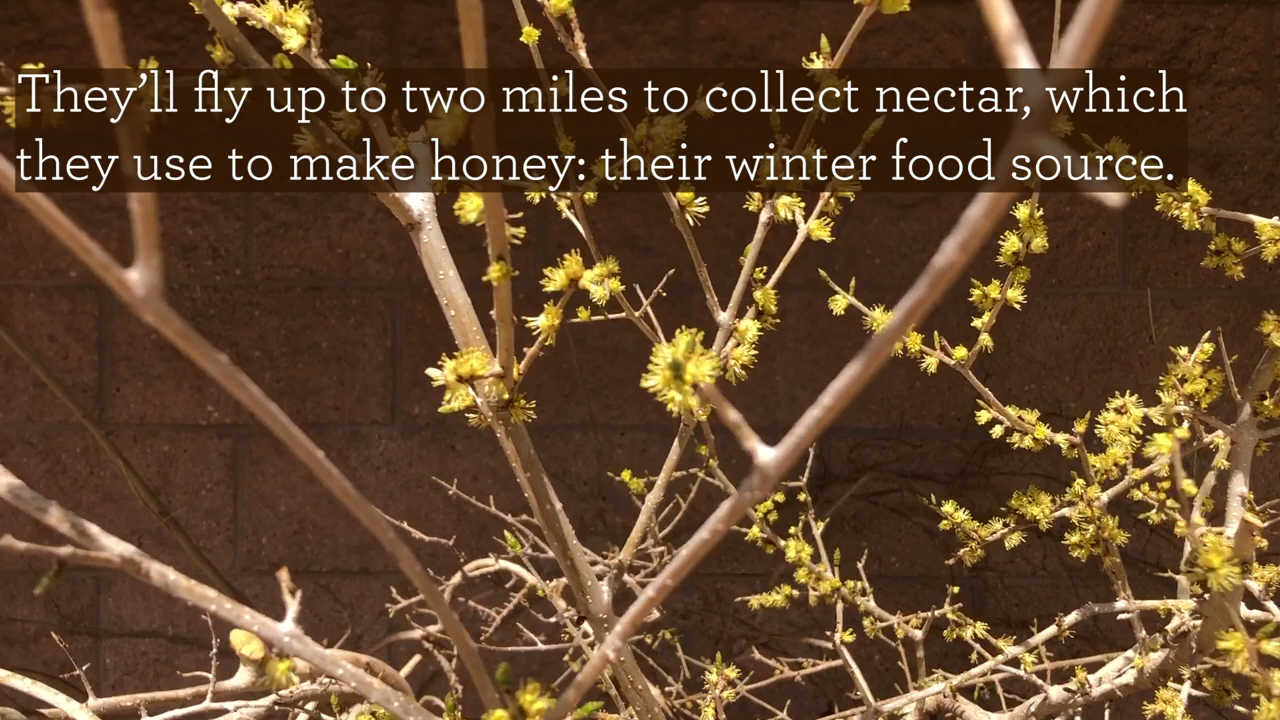 They’ll fly up to two miles to collect nectar, which
they use to make honey: their winter food source.